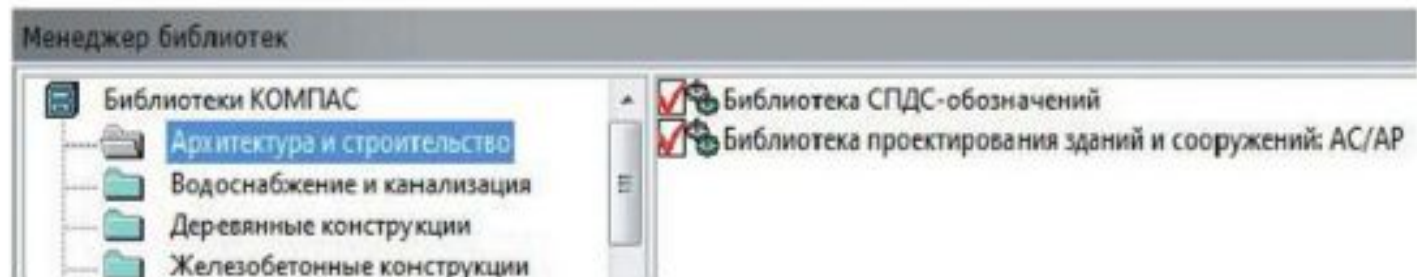 Менеджер библиотек
Библиотеки КОМПАС
Архитектура и строительство
Водоснабжение и канализация
Деревянные конструкции
Железобетонные конструкции
Библиотека СПДС-обозначений
Библиотека проектирования зданий и сооружений: АС/АР